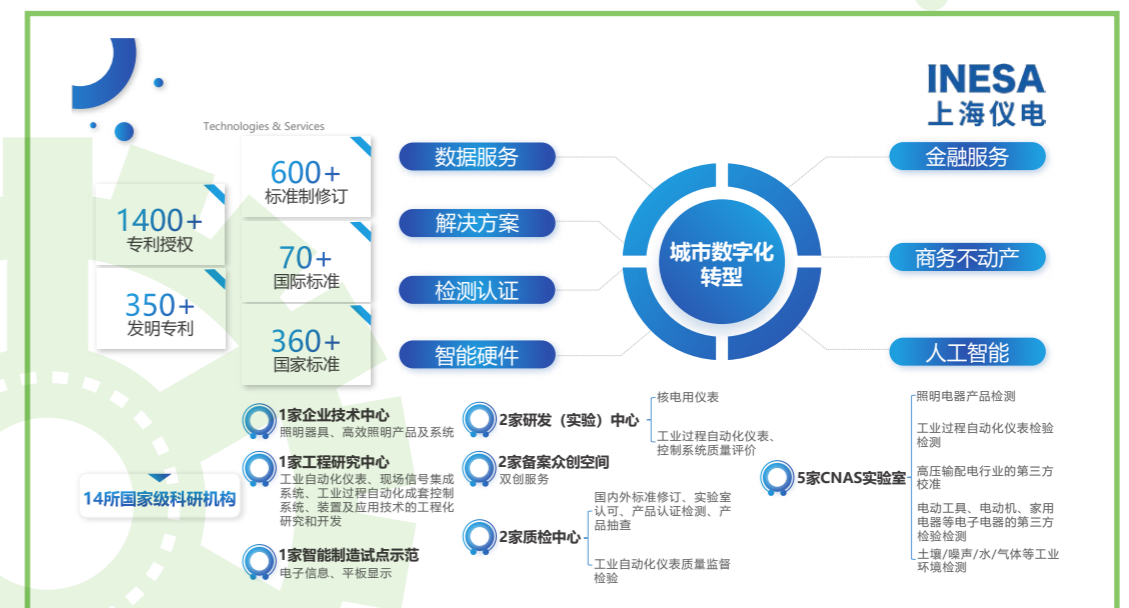 INESA
上海仪电
Technologies & Services
600+
标准制修订
1400+
专利授权
70+
国际标准
350+
发明专利
360+
国家标准
数据服务
解决方案
检测认证
智能硬件
城市数字化
转型
金融服务
商务不动产
人工智能
14所国家级科研机构
1家企业技术中心
照明器具、高效照明产品及系统
1家工程研究中心
工业自动化仪表、现场信号集成
系统、工业过程自动化成套控制
系统、装置及应用技术的工程化
研究和开发
1家智能制造试点示范
电子信息、平板显示
2家研发（实验）中心
核电用仪表
工业过程自动化仪表、
控制系统质量评价
2家备案众创空间
双创服务
2家质检中心
国内外标准修订、实验室
认可、产品认证检测、产
品抽查
工业自动化仪表质量监督
检验
5家CNAS实验室
照明电器产品检测
工业过程自动化仪表检验
检测
高压输配电行业的第三方
校准
电动工具、电动机、家用
电器等电子电器的第三方
检验检测
土壤/噪声/水/气体等工业
环境检测